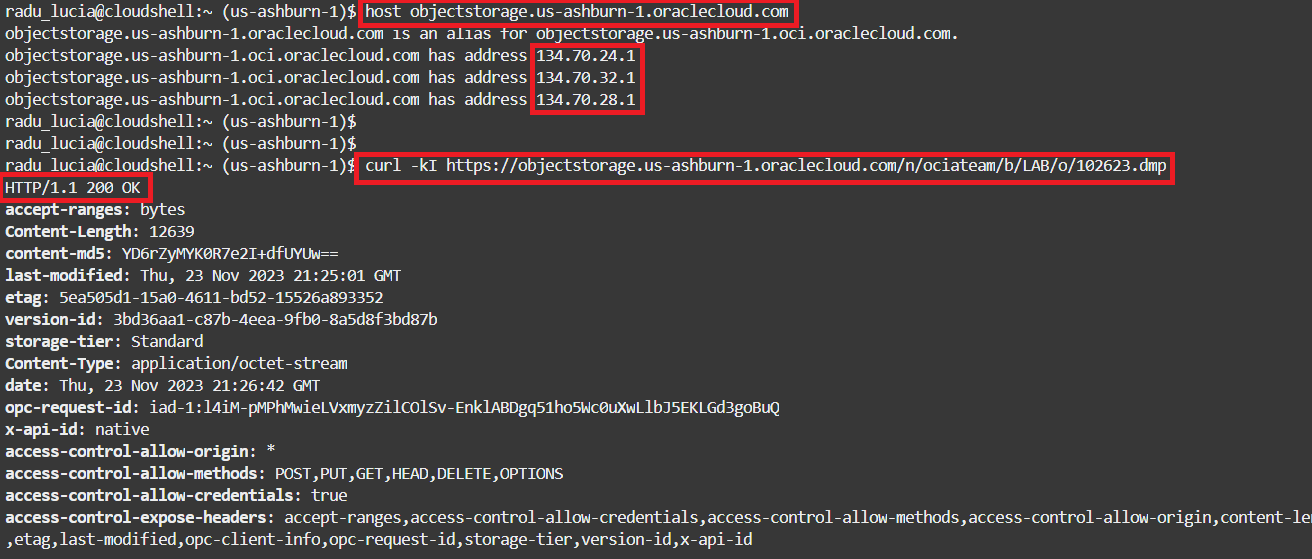 radu_lucia@cloudshell:~ (us-ashburn-1)$ host objectstorage.us-ashburn-1.oraclecloud.com
objectstorage.us-ashburn-1.oraclecloud.com is an alias for objectstorage.us-ashburn-1.oci.oraclecloud.com.
objectstorage.us-ashburn-1.oci.oraclecloud.com has address 134.70.24.1
objectstorage.us-ashburn-1.oci.oraclecloud.com has address 134.70.32.1
objectstorage.us-ashburn-1.oci.oraclecloud.com has address 134.70.28.1
radu_lucia@cloudshell:~ (us-ashburn-1)$
radu_lucia@cloudshell:~ (us-ashburn-1)$
radu_lucia@cloudshell:~ (us-ashburn-1)$ curl -kI https://objectstorage.us-ashburn-1.oraclecloud.com/n/ociateam/b/LAB/o/102623.dmp
HTTP/1.1 200 OK
accept-ranges: bytes
Content-Length: 12639
content-md5: YD6rZyMYK0R7e2I+dfUYUw==
last-modified: Thu, 23 Nov 2023 21:25:01 GMT
etag: 5ea505d1-15a0-4611-bd52-15526a893352
version-id: 3bd36aa1-c87b-4eea-9fb0-8a5d8f3bd87b
storage-tier: Standard
Content-Type: application/octet-stream
date: Thu, 23 Nov 2023 21:26:42 GMT
opc-request-id: iad-1:l4iM-pMPhMwieLVxmyzZilCOlSv-EnklABDgq51ho5Wc0uXwLlbJ5EKLGd3goBuQ
x-api-id: native
access-control-allow-origin: *
access-control-allow-methods: POST,PUT,GET,HEAD,DELETE,OPTIONS
access-control-allow-credentials: true
access-control-expose-headers: accept-ranges,access-control-allow-credentials,access-control-allow-methods,access-control-allow-origin,content-le
,etag,last-modified,opc-client-info,opc-request-id,storage-tier,version-id,x-api-id